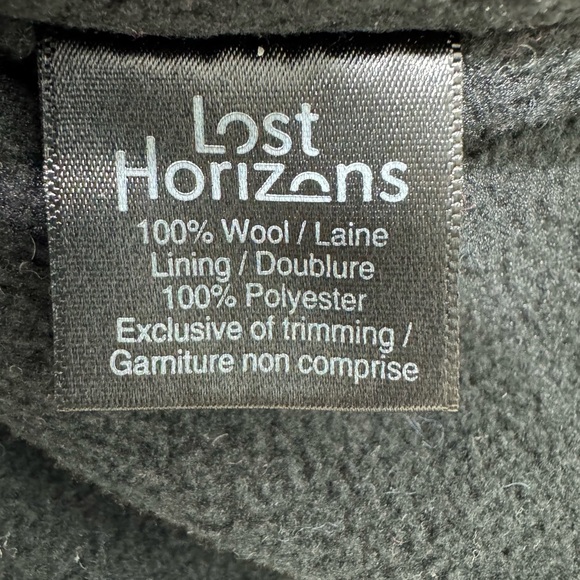 Lost
Horizons
100% Wool / Laine
Lining / Doublure
100% Polyester
Exclusive of trimming /
Garniture non comprise